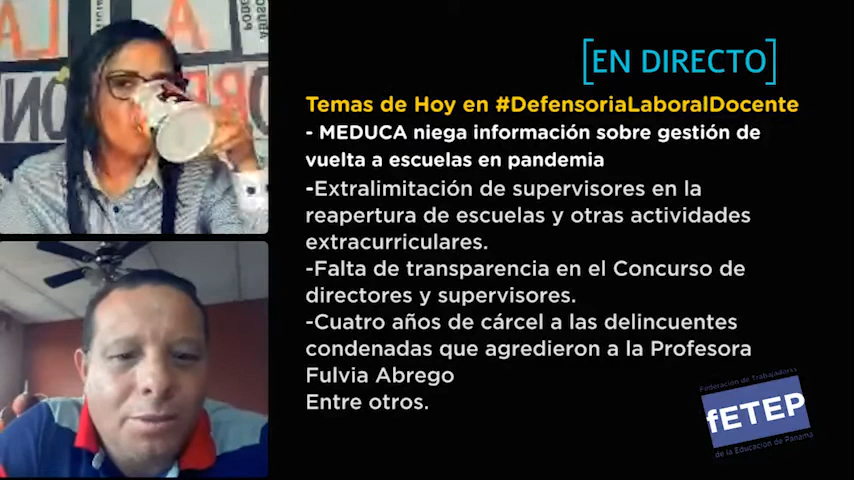 [EN DIRECTO]
Temas de Hoy en #DefensoriaLaboralDocente
- MEDUCA niega información sobre gestión de
vuelta a escuelas en pandemia
-Extralimitación de supervisores en la
reapertura de escuelas y otras actividades
extracurriculares.
-Falta de transparencia en el Concurso de
directores y supervisores.
-Cuatro años de cárcel a las delincuentes
condenadas que agredieron a la Profesora
Fulvia Abrego
Entre otros.
Federación de Trabajadores
fETEP
de la Educación de Panamá